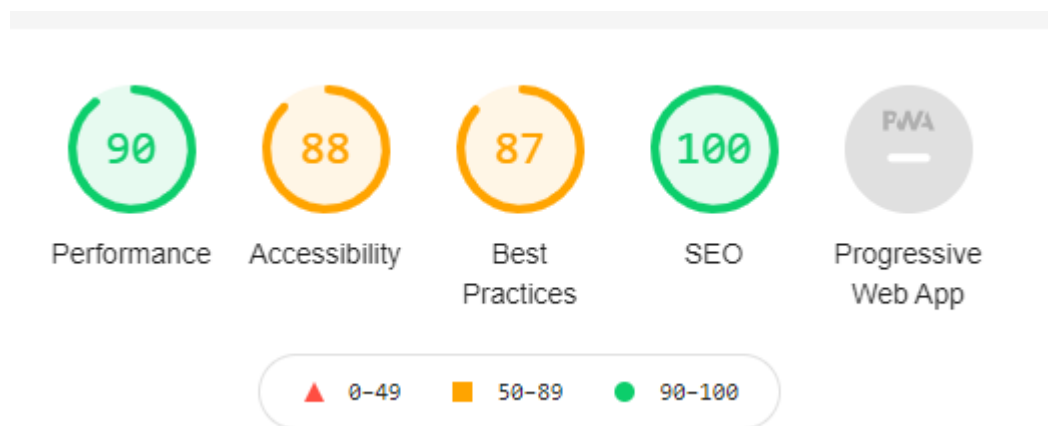 90 88 87 100 PWA
Performance Accessibility Best SEO Progressive
Practices Web App
0–49 50–89 90–100